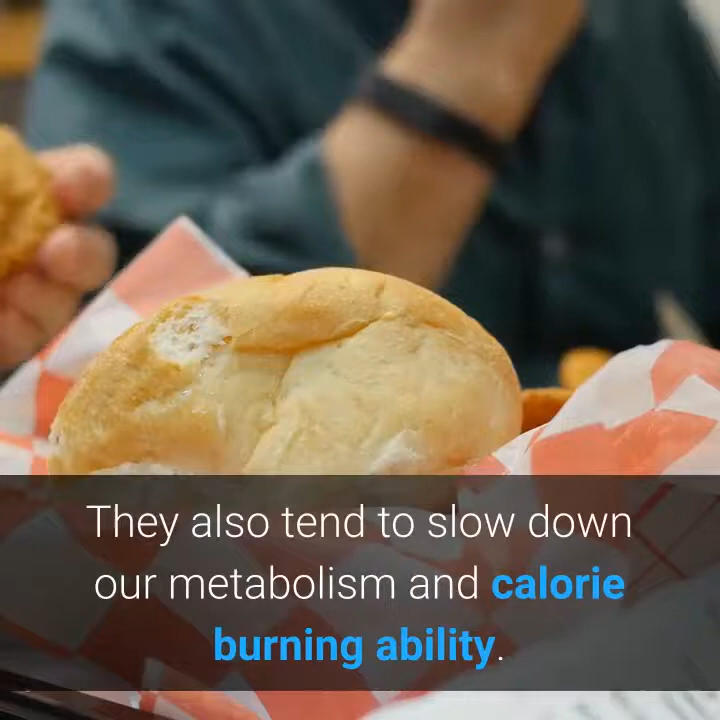 They also tend to slow down
our metabolism and calorie
burning ability.